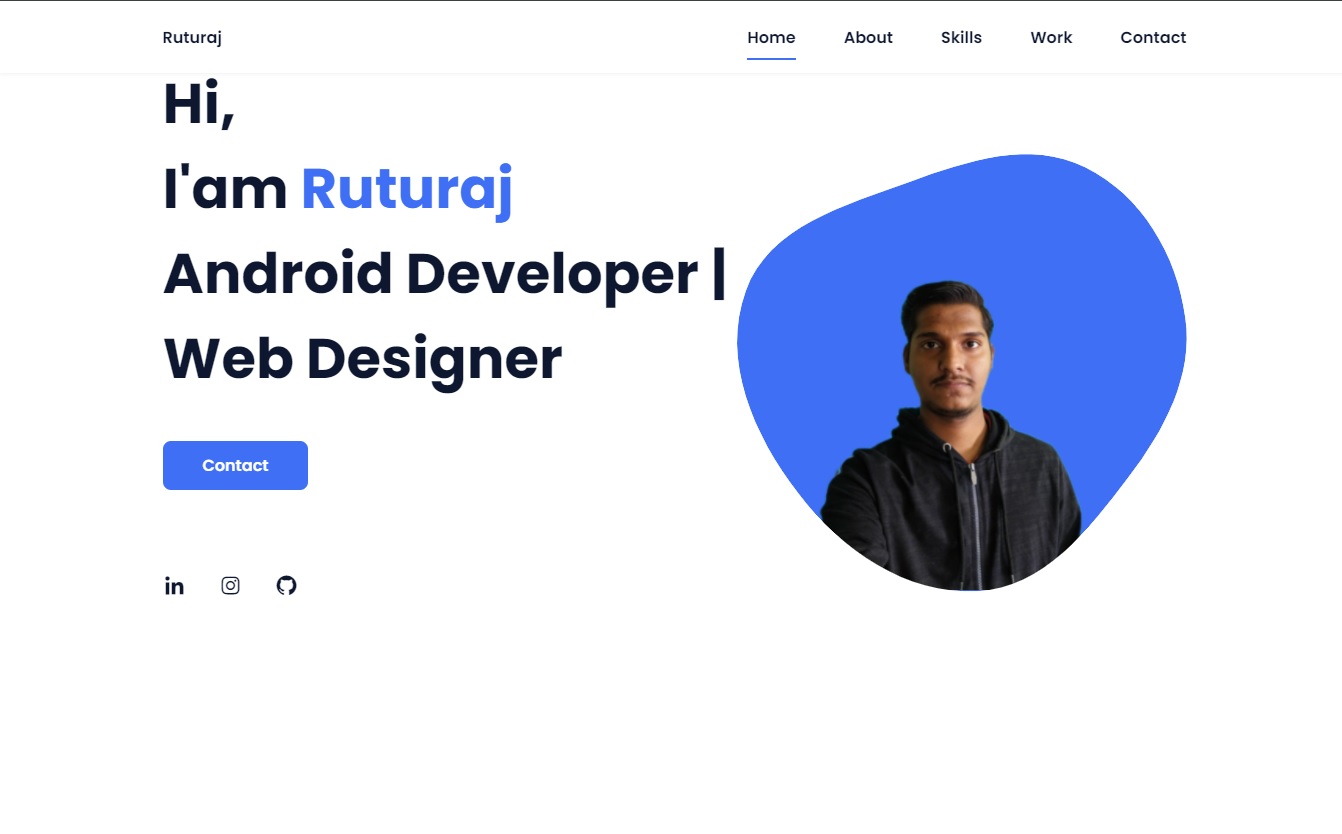 Ruturaj
Home About Skills Work Contact
Hi,
I'am Ruturaj
Android Developer |
Web Designer
Contact
in